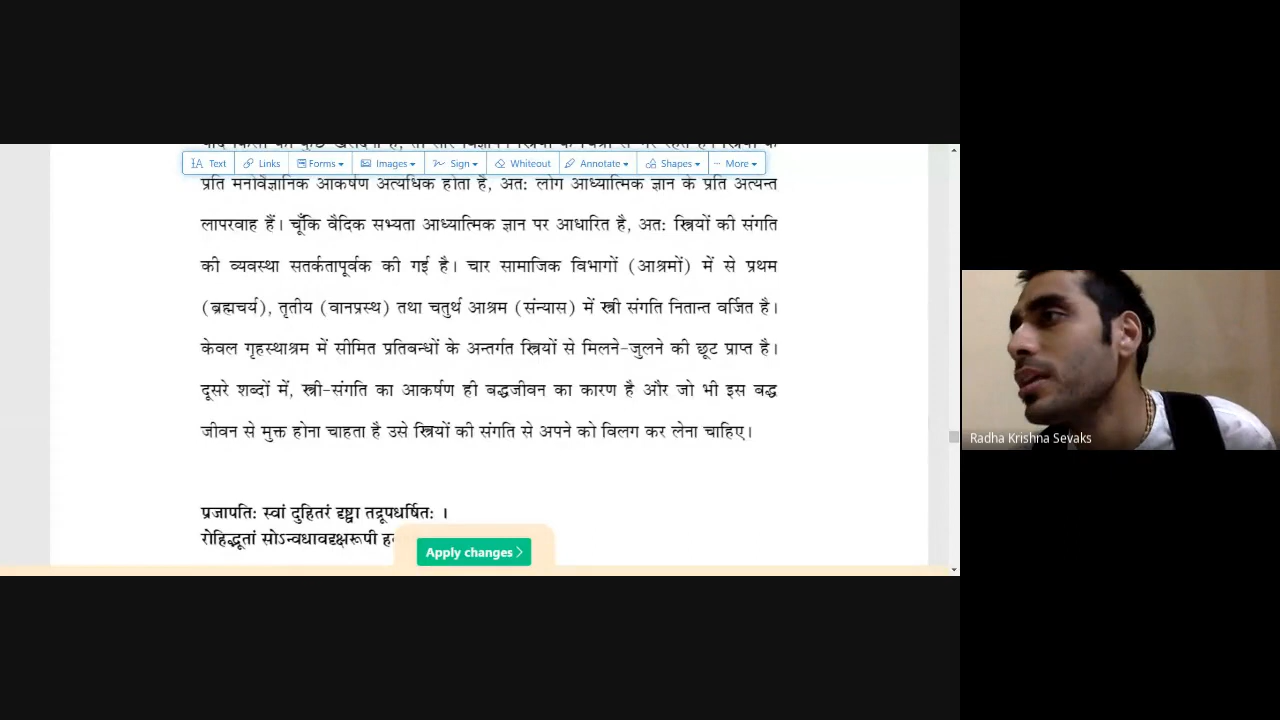 Text Links Forms Images Sign Whiteout Annotate Shapes More
प्रति मनोवैज्ञानिक आकर्षण अत्यधिक होता है, अत: लोग आध्यात्मिक ज्ञान के प्रति अत्यन्त
लापरवाह हैं। चूँकि वैदिक सभ्यता आध्यात्मिक ज्ञान पर आधारित है, अत: स्त्रियों की संगति
की व्यवस्था सतर्कतापूर्वक की गई है। चार सामाजिक विभागों (आश्रमों) में से प्रथम
(ब्रह्मचर्य), तृतीय (वानप्रस्थ) तथा चतुर्थ आश्रम (संन्यास) में स्त्री संगति नितान्त वर्जित है।
केवल गृहस्थाश्रम में सीमित प्रतिबन्धों के अन्तर्गत स्त्रियों से मिलने-जुलने की छूट प्राप्त है।
दूसरे शब्दों में, स्त्री-संगति का आकर्षण ही बद्धजीवन का कारण है और जो भी इस बद्ध
जीवन से मुक्त होना चाहता है उसे स्त्रियों की संगति से अपने को विलग कर लेना चाहिए।
प्रजापति: स्वां दुहितरं दृष्ट्वा तद्रूपधर्षित: ।
रोहिद्भूतां सोऽन्वधावदृक्षरूपी
Apply changes
Radha Krishna Sevaks